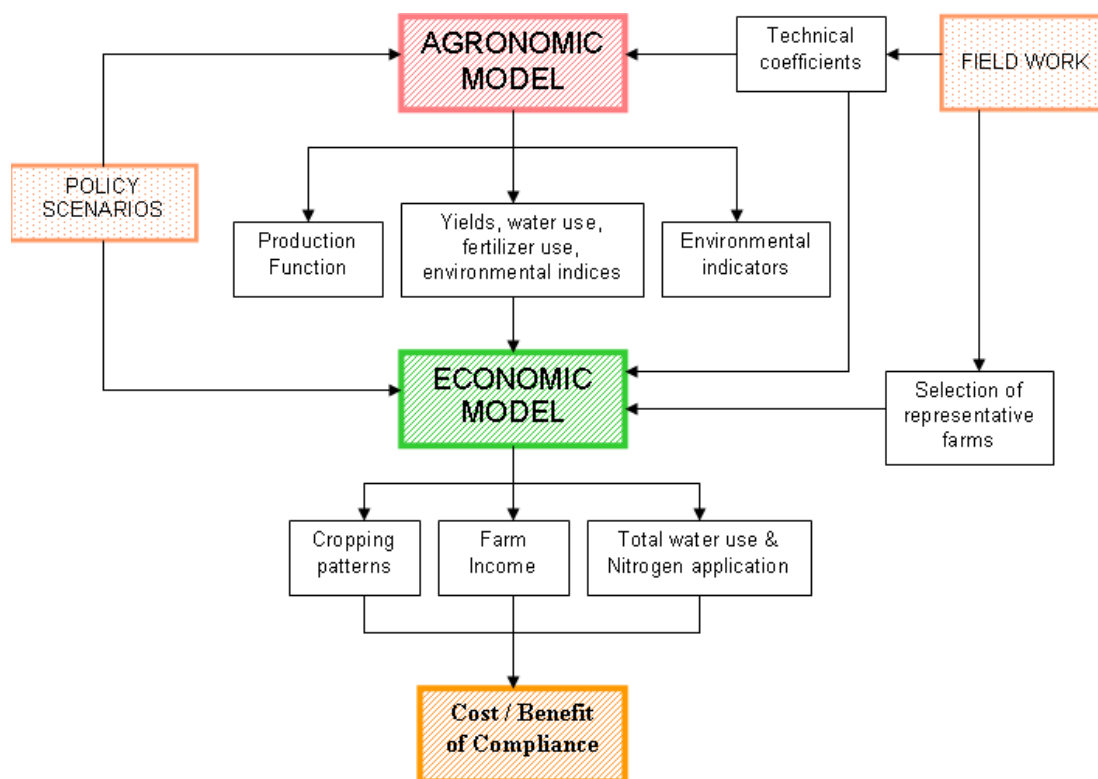 AGRONOMIC
MODEL
Technical
coefficients
FIELD WORK
POLICY
SCENARIOS
Production
Function
Yields, water use,
fertilizer use,
environmental indices
Environmental
indicators
ECONOMIC
MODEL
Selection of
representative
farms
Cropping
patterns
Farm
Income
Total water use &
Nitrogen application
Cost / Benefit
of Compliance